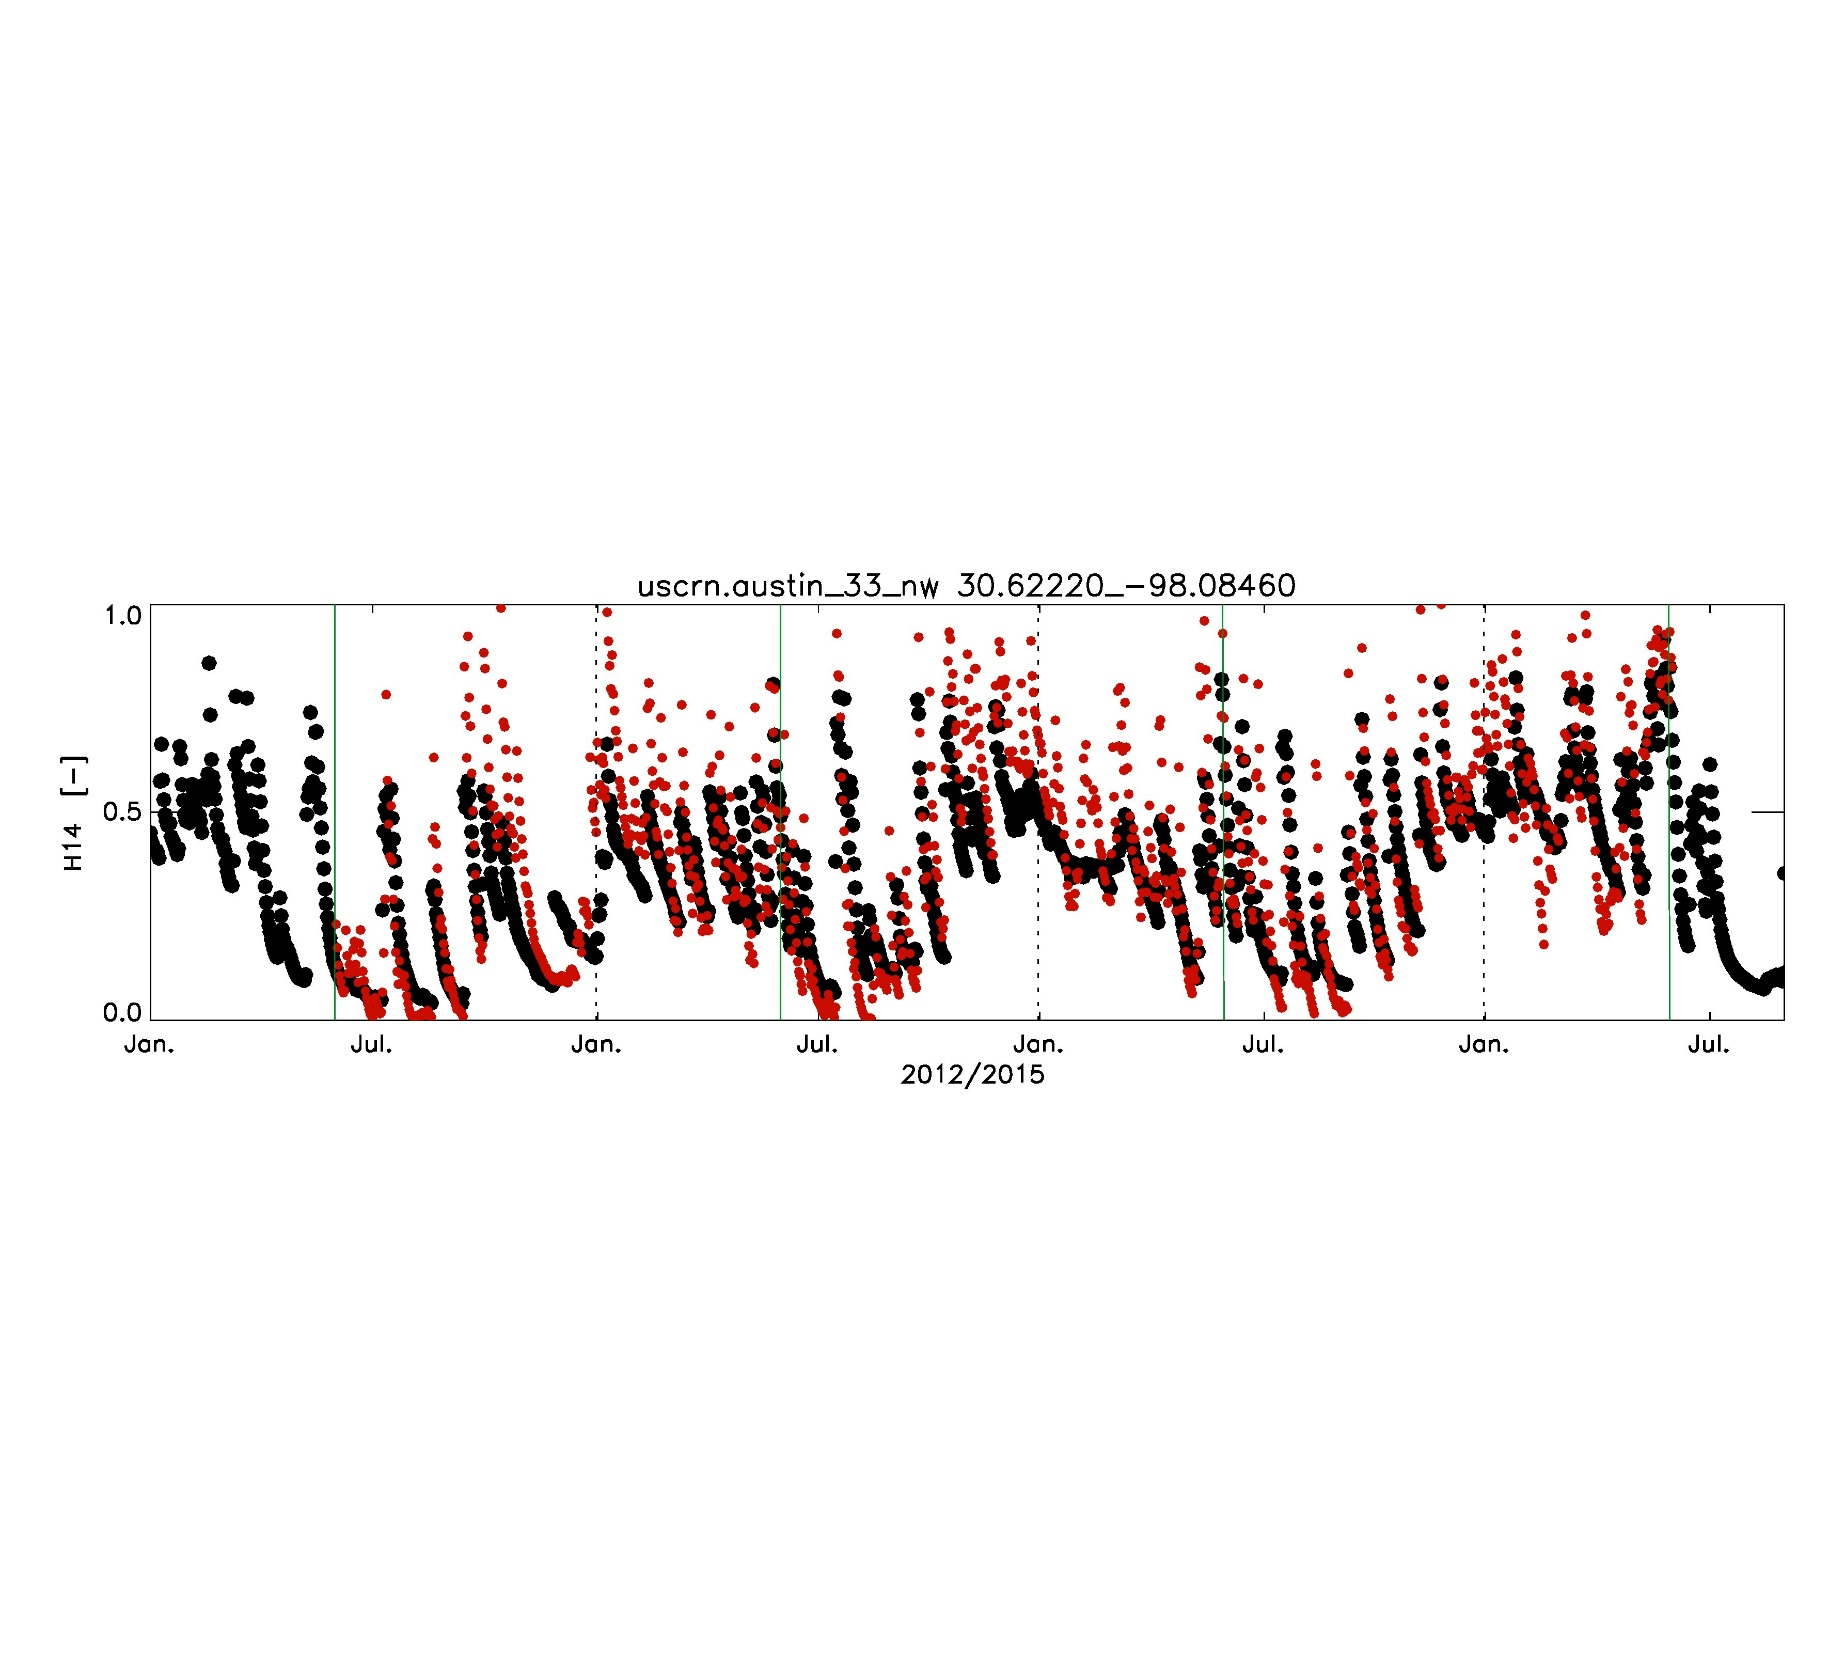 uscrn.austin_33_nw 30.62220_-98.08460
1.0
0.5
0.0
H14 [-]
Jan. Jul. Jan. Jul. Jan. Jul. Jan. Jul.
2012/2015